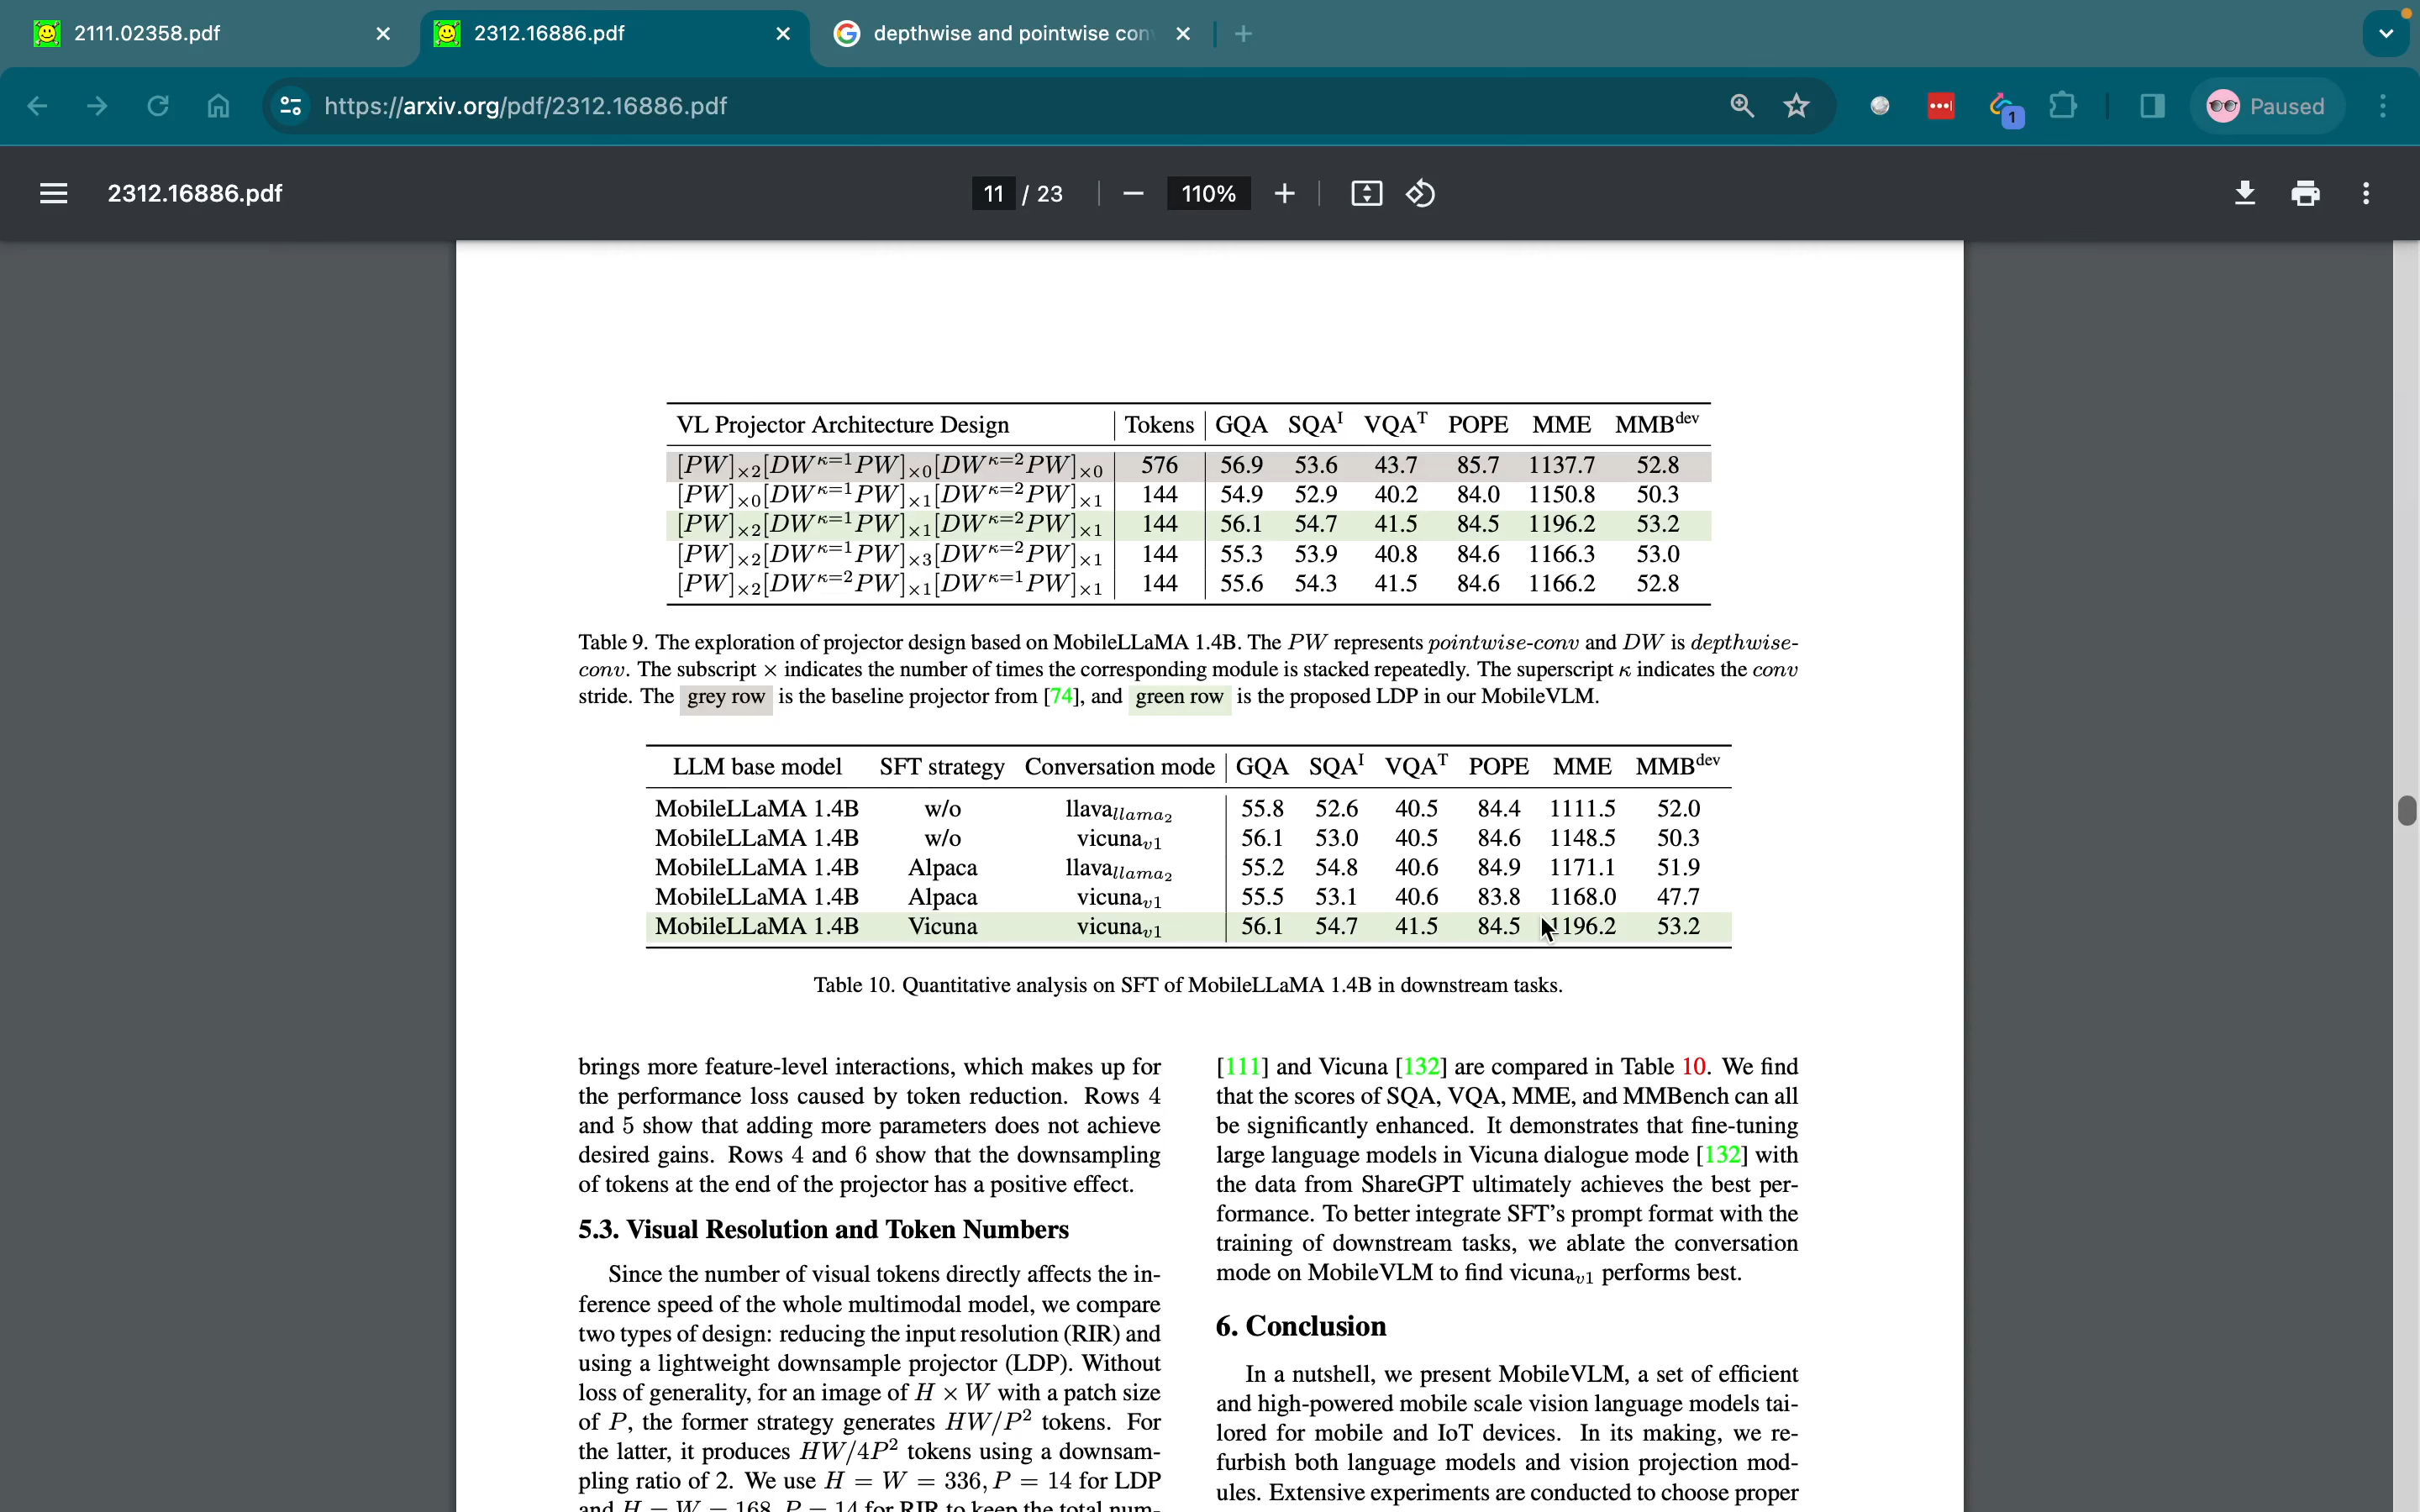 2111.02358.pdf
2312.16886.pdf
depthwise and pointwise con
https://arxiv.org/pdf/2312.16886.pdf
1
Paused
2312.16886.pdf
11 / 23
110%
VL Projector Architecture Design Tokens GQA SQA^I VQA^T POPE MME MMB^dev
[PW]×2[DW^κ=1PW]×0[DW^κ=2PW]×0 576 56.9 53.6 43.7 85.7 1137.7 52.8
[PW]×0[DW^κ=1PW]×1[DW^κ=2PW]×1 144 54.9 52.9 40.2 84.0 1150.8 50.3
[PW]×2[DW^κ=1PW]×1[DW^κ=2PW]×1 144 56.1 54.7 41.5 84.5 1196.2 53.2
[PW]×2[DW^κ=1PW]×3[DW^κ=2PW]×1 144 55.3 53.9 40.8 84.6 1166.3 53.0
[PW]×2[DW^κ=2PW]×1[DW^κ=1PW]×1 144 55.6 54.3 41.5 84.6 1166.2 52.8
Table 9. The exploration of projector design based on MobileLLaMA 1.4B. The PW represents pointwise-conv and DW is depthwise-
conv. The subscript × indicates the number of times the corresponding module is stacked repeatedly. The superscript κ indicates the conv
stride. The grey row is the baseline projector from [74], and green row is the proposed LDP in our MobileVLM.
LLM base model SFT strategy Conversation mode GQA SQA^I VQA^T POPE MME MMB^dev
MobileLLaMA 1.4B w/o llava_llama2 55.8 52.6 40.5 84.4 1111.5 52.0
MobileLLaMA 1.4B w/o vicuna_v1 56.1 53.0 40.5 84.6 1148.5 50.3
MobileLLaMA 1.4B Alpaca llava_llama2 55.2 54.8 40.6 84.9 1171.1 51.9
MobileLLaMA 1.4B Alpaca vicuna_v1 55.5 53.1 40.6 83.8 1168.0 47.7
MobileLLaMA 1.4B Vicuna vicuna_v1 56.1 54.7 41.5 84.5 1196.2 53.2
Table 10. Quantitative analysis on SFT of MobileLLaMA 1.4B in downstream tasks.
brings more feature-level interactions, which makes up for
the performance loss caused by token reduction. Rows 4
and 5 show that adding more parameters does not achieve
desired gains. Rows 4 and 6 show that the downsampling
of tokens at the end of the projector has a positive effect.
5.3. Visual Resolution and Token Numbers
Since the number of visual tokens directly affects the in-
ference speed of the whole multimodal model, we compare
two types of design: reducing the input resolution (RIR) and
using a lightweight downsample projector (LDP). Without
loss of generality, for an image of H × W with a patch size
of P, the former strategy generates HW/P² tokens. For
the latter, it produces HW/4P² tokens using a downsam-
pling ratio of 2. We use H = W = 336, P = 14 for LDP
and H = W = 168, P = 14 for RIR to keep the total num-
[111] and Vicuna [132] are compared in Table 10. We find
that the scores of SQA, VQA, MME, and MMBench can all
be significantly enhanced. It demonstrates that fine-tuning
large language models in Vicuna dialogue mode [132] with
the data from ShareGPT ultimately achieves the best per-
formance. To better integrate SFT's prompt format with the
training of downstream tasks, we ablate the conversation
mode on MobileVLM to find vicuna_v1 performs best.
6. Conclusion
In a nutshell, we present MobileVLM, a set of efficient
and high-powered mobile scale vision language models tai-
lored for mobile and IoT devices. In its making, we re-
furbish both language models and vision projection mod-
ules. Extensive experiments are conducted to choose proper